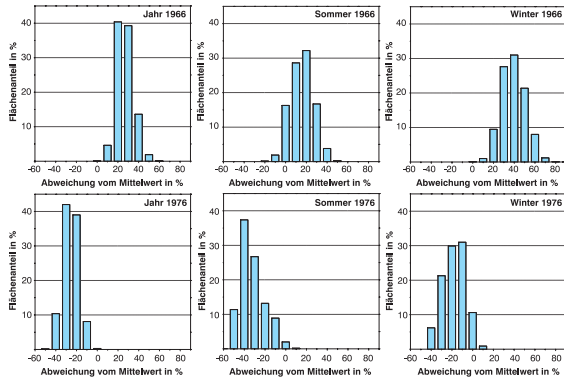 Jahr 1966
Flächenanteil in %
40
30
20
10
-60 -40 -20 0 20 40 60 80
Abweichung vom Mittelwert in %
Sommer 1966
Flächenanteil in %
40
30
20
10
-60 -40 -20 0 20 40 60 80
Abweichung vom Mittelwert in %
Winter 1966
Flächenanteil in %
40
30
20
10
-60 -40 -20 0 20 40 60 80
Abweichung vom Mittelwert in %
Jahr 1976
Flächenanteil in %
40
30
20
10
-60 -40 -20 0 20 40 60 80
Abweichung vom Mittelwert in %
Sommer 1976
Flächenanteil in %
40
30
20
10
-60 -40 -20 0 20 40 60 80
Abweichung vom Mittelwert in %
Winter 1976
Flächenanteil in %
40
30
20
10
-60 -40 -20 0 20 40 60 80
Abweichung vom Mittelwert in %